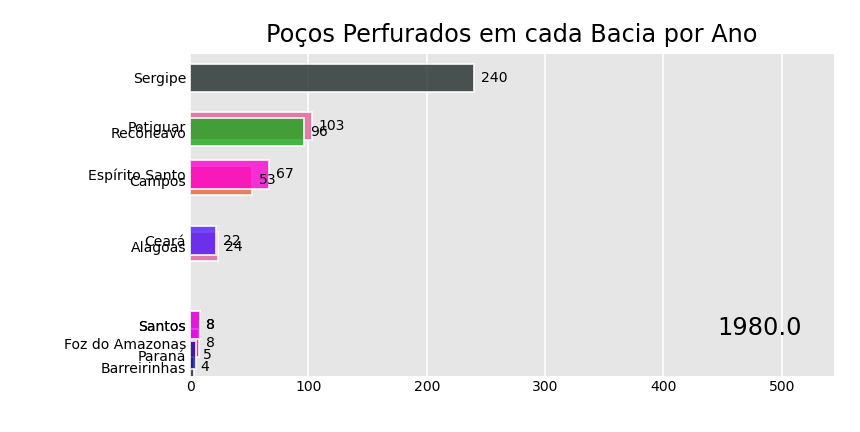 Poços Perfurados em cada Bacia por Ano
Sergipe 240
Potiguar 103
Recôncavo 96
Espírito Santo 67
Campos 53
Ceará 22
Alagoas 24
Santos 8
Foz do Amazonas 8
Paraná 5
Barreirinhas 4
1980.0
0 100 200 300 400 500